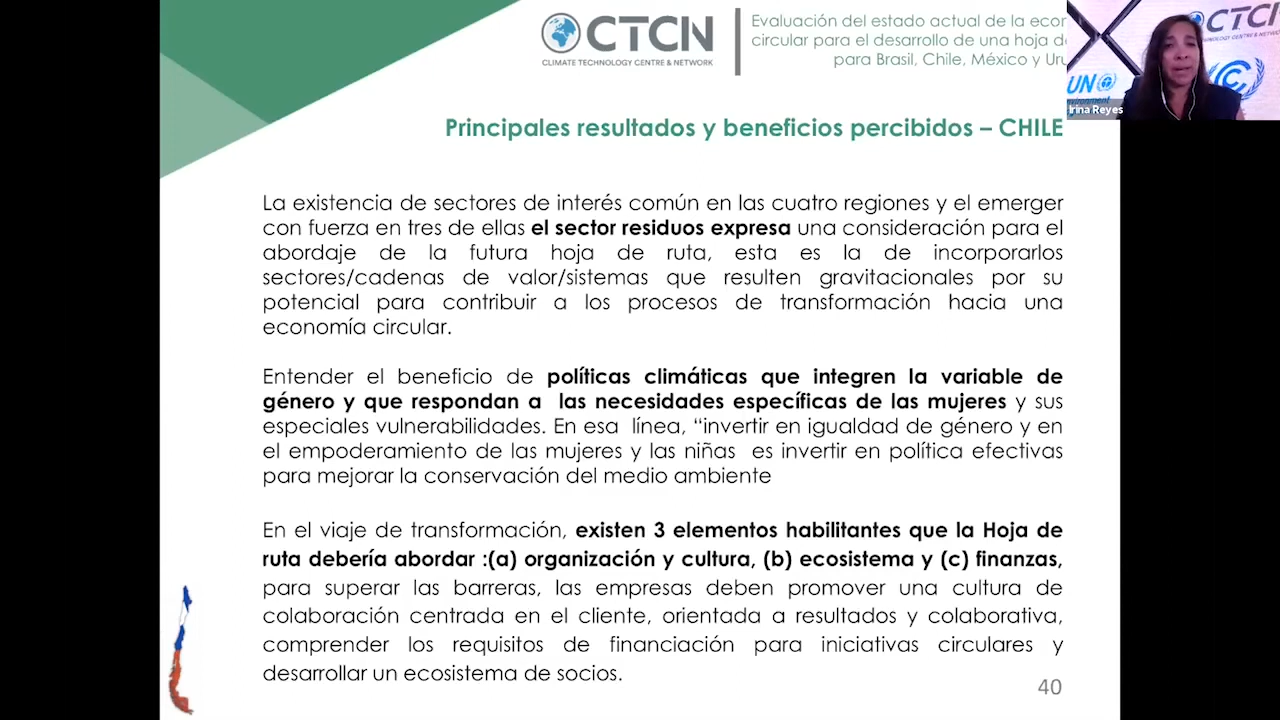 CTCN
CLIMATE TECHNOLOGY CENTRE & NETWORK
Evaluación del estado actual de la econ
circular para el desarrollo de una hoja d
para Brasil, Chile, México y Uru
CTCN
UN
Irina Reyes
Principales resultados y beneficios percibidos – CHILE
La existencia de sectores de interés común en las cuatro regiones y el emerger
con fuerza en tres de ellas el sector residuos expresa una consideración para el
abordaje de la futura hoja de ruta, esta es la de incorporarlos
sectores/cadenas de valor/sistemas que resulten gravitacionales por su
potencial para contribuir a los procesos de transformación hacia una
economía circular.
Entender el beneficio de políticas climáticas que integren la variable de
género y que respondan a las necesidades específicas de las mujeres y sus
especiales vulnerabilidades. En esa línea, “invertir en igualdad de género y en
el empoderamiento de las mujeres y las niñas es invertir en política efectivas
para mejorar la conservación del medio ambiente
En el viaje de transformación, existen 3 elementos habilitantes que la Hoja de
ruta debería abordar :(a) organización y cultura, (b) ecosistema y (c) finanzas,
para superar las barreras, las empresas deben promover una cultura de
colaboración centrada en el cliente, orientada a resultados y colaborativa,
comprender los requisitos de financiación para iniciativas circulares y
desarrollar un ecosistema de socios.
40